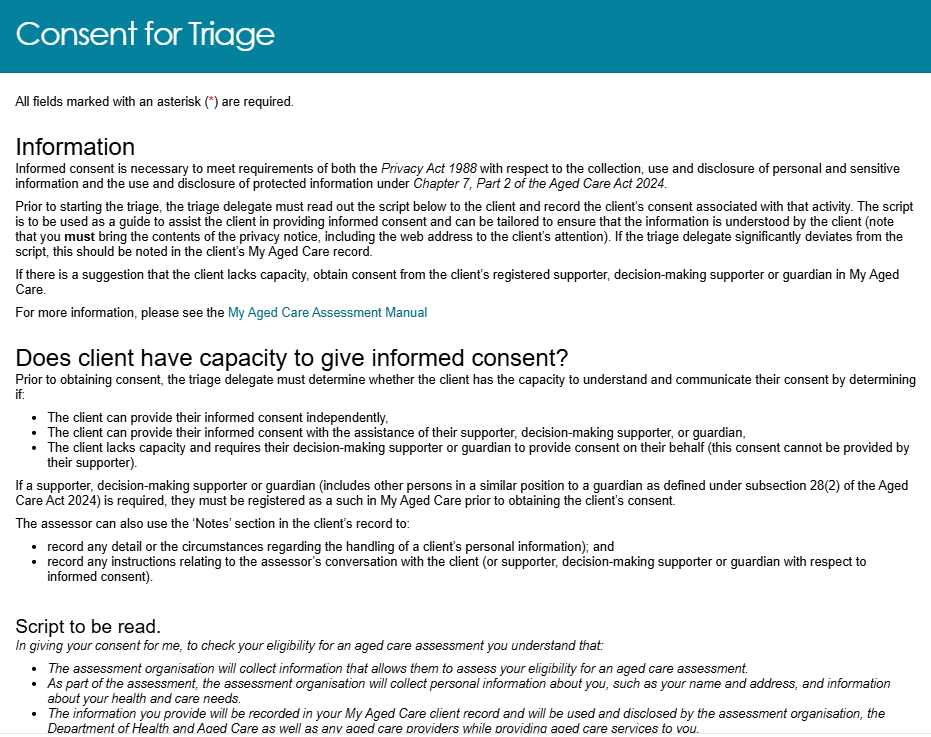 Consent for Triage
All fields marked with an asterisk (*) are required.
Information
Informed consent is necessary to meet requirements of both the Privacy Act 1988 with respect to the collection, use and disclosure of personal and sensitive
information and the use and disclosure of protected information under Chapter 7, Part 2 of the Aged Care Act 2024.
Prior to starting the triage, the triage delegate must read out the script below to the client and record the client's consent associated with that activity. The script
is to be used as a guide to assist the client in providing informed consent and can be tailored to ensure that the information is understood by the client (note
that you must bring the contents of the privacy notice, including the web address to the client's attention). If the triage delegate significantly deviates from the
script, this should be noted in the client's My Aged Care record.
If there is a suggestion that the client lacks capacity, obtain consent from the client's registered supporter, decision-making supporter or guardian in My Aged
Care.
For more information, please see the My Aged Care Assessment Manual
Does client have capacity to give informed consent?
Prior to obtaining consent, the triage delegate must determine whether the client has the capacity to understand and communicate their consent by determining
if:
• The client can provide their informed consent independently,
• The client can provide their informed consent with the assistance of their supporter, decision-making supporter, or guardian,
• The client lacks capacity and requires their decision-making supporter or guardian to provide consent on their behalf (this consent cannot be provided by
their supporter).
If a supporter, decision-making supporter or guardian (includes other persons in a similar position to a guardian as defined under subsection 28(2) of the Aged
Care Act 2024) is required, they must be registered as a such in My Aged Care prior to obtaining the client's consent.
The assessor can also use the 'Notes' section in the client's record to:
• record any detail or the circumstances regarding the handling of a client's personal information); and
• record any instructions relating to the assessor's conversation with the client (or supporter, decision-making supporter or guardian with respect to
informed consent).
Script to be read.
In giving your consent for me, to check your eligibility for an aged care assessment you understand that:
• The assessment organisation will collect information that allows them to assess your eligibility for an aged care assessment.
• As part of the assessment, the assessment organisation will collect personal information about you, such as your name and address, and information
about your health and care needs.
• The information you provide will be recorded in your My Aged Care client record and will be used and disclosed by the assessment organisation, the
Department of Health and Aged Care as well as any aged care providers while providing aged care services to you.